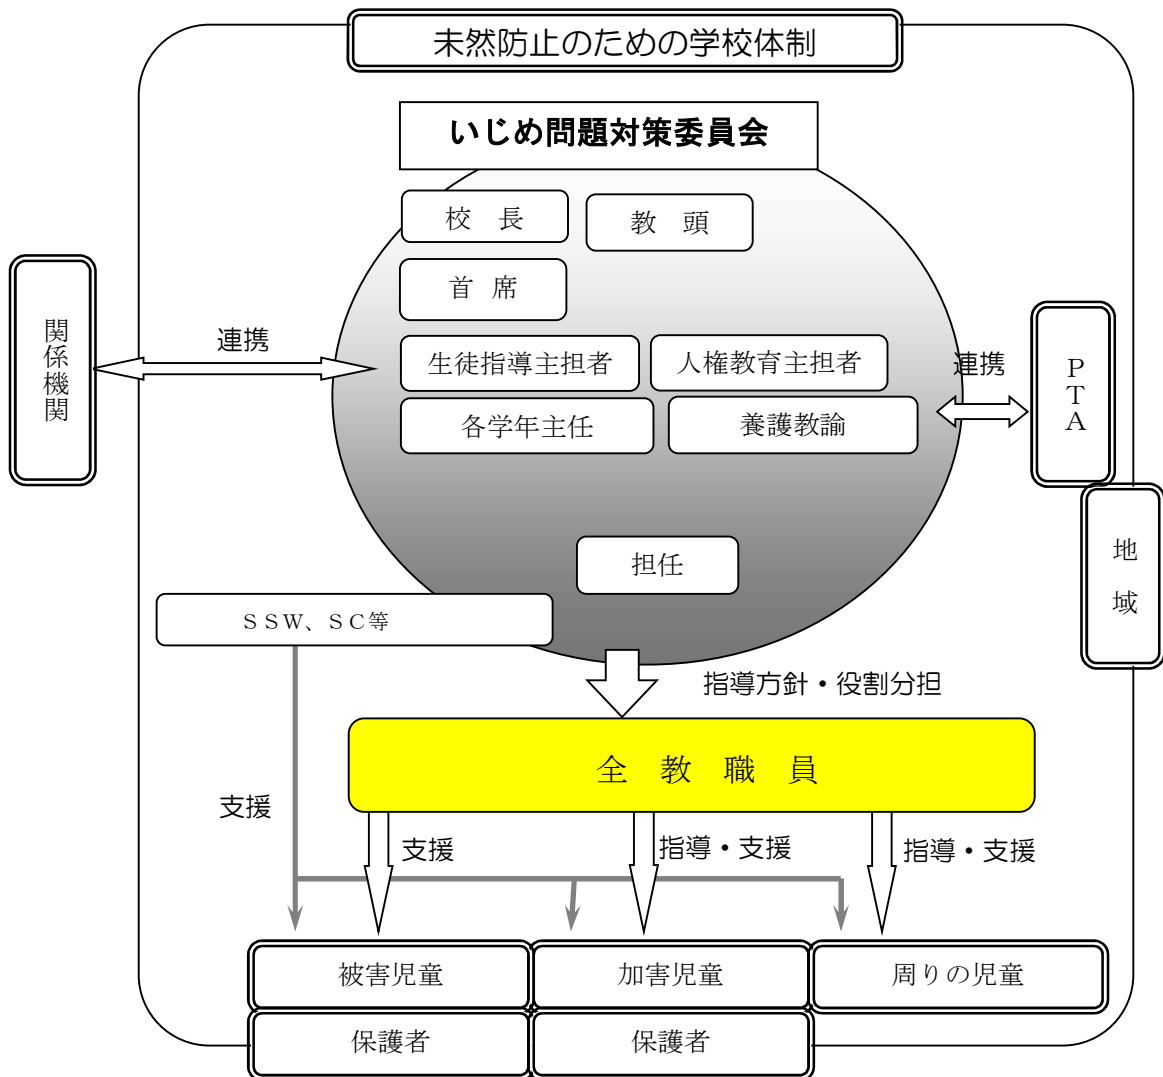 未然防止のための学校体制
いじめ問題対策委員会
校　長
教　頭
首　席
関係機関
連携
生徒指導主担者
人権教育主担者
連携
PTA
各学年主任
養護教諭
地域
担任
SSW、SC等
指導方針・役割分担
全　教　職　員
支援
支援
指導・支援
指導・支援
被害児童
加害児童
周りの児童
保護者
保護者